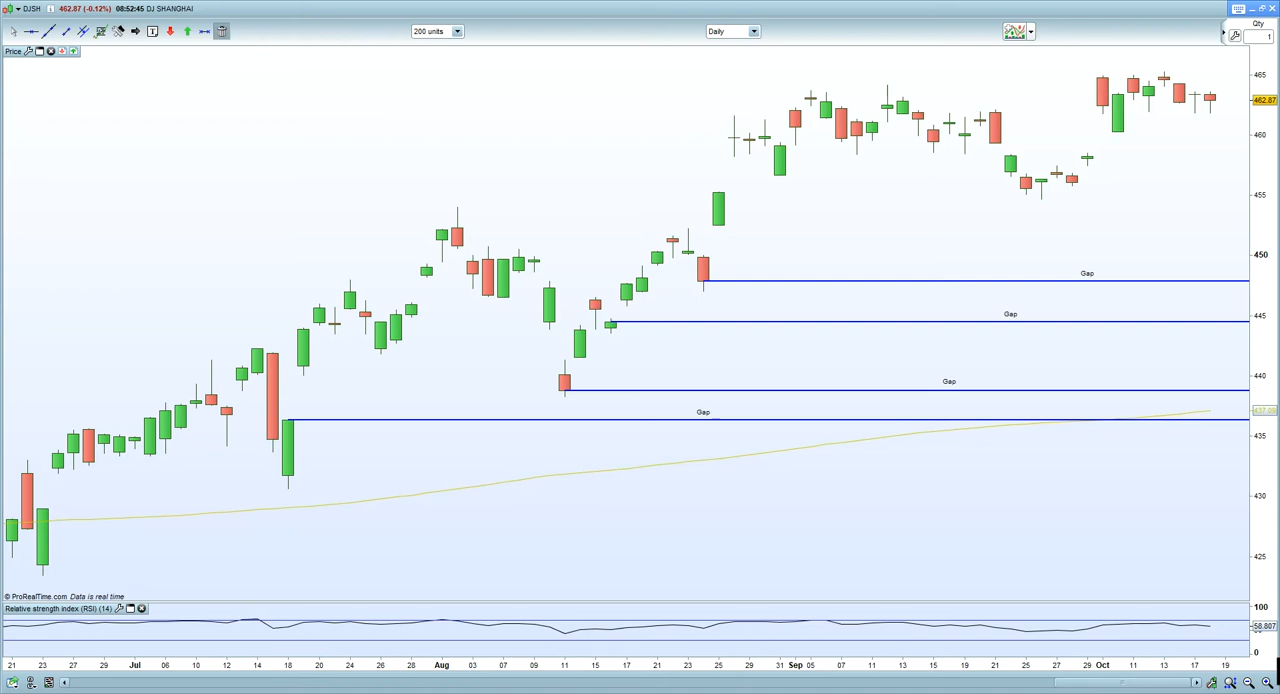 DJSH 462.87 (-0.12%) 08:52:45 DJ SHANGHAI
200 units
Daily
Qty
1
Price
465
462.87
460
455
450
Gap
Gap
445
440
Gap
437.09
Gap
435
430
425
© ProRealTime.com Data is real time
Relative strength index (RSI) (14)
100
58.807
0
21 23 27 29 Jul 06 10 12 14 18 20 24 26 28 Aug 03 07 09 11 15 17 21 23 25 29 31 Sep 05 07 11 13 15 19 21 25 27 29 Oct 11 13 17 19